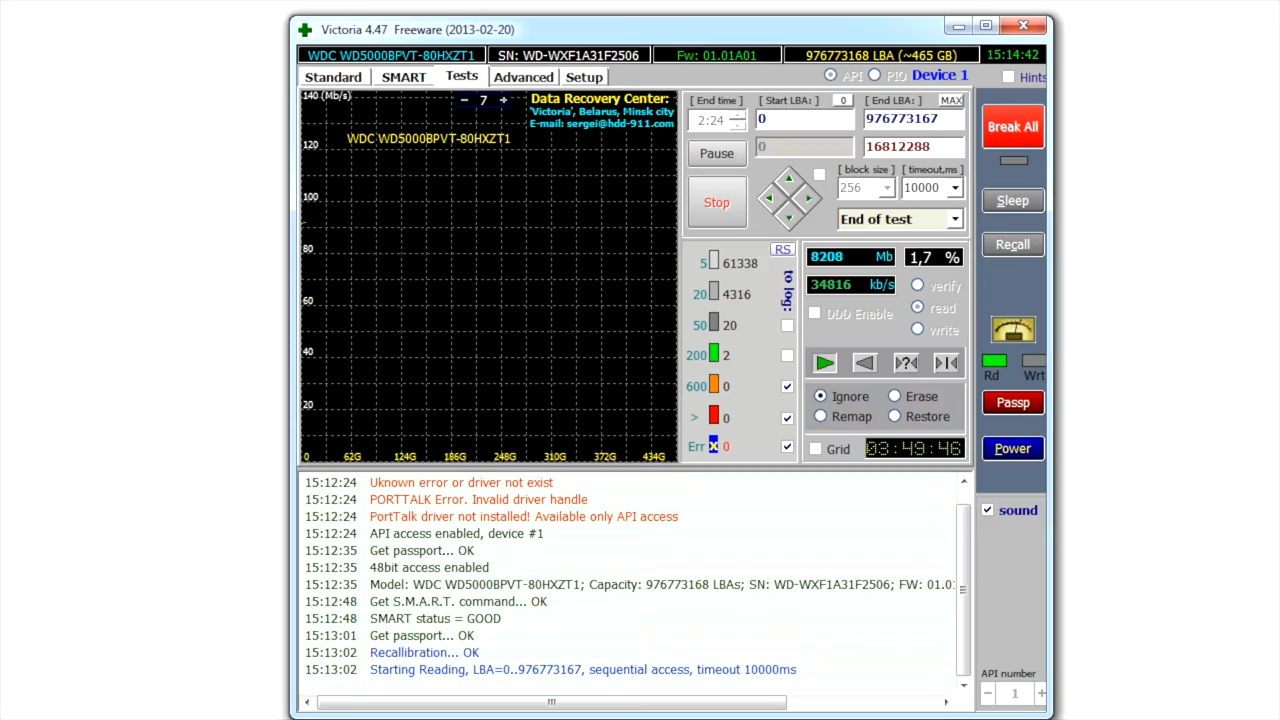 Victoria 4.47 Freeware (2013-02-20)
WDC WD5000BPVT-80HXZT1 SN: WD-WXF1A31F2506 Fw: 01.01A01 976773168 LBA (~465 GB) 15:14:42
Standard SMART Tests Advanced Setup API PIO Device 1 Hints
140 (Mb/s) − 7 + Data Recovery Center:
'Victoria', Belarus, Minsk city
E-mail: sergei@hdd-911.com
WDC WD5000BPVT-80HXZT1
120
100
80
60
40
20
0 62G 124G 186G 248G 310G 372G 434G
[ End time ] [ Start LBA: ] 0 [ End LBA: ] MAX
2:24 0 976773167
Pause 0 16812288
[ block size ] [ timeout,ms ]
256 10000
Stop
End of test
RS
to log:
5 61338
20 4316
50 20
200 2
600 0
> 0
Err x 0
8208 Mb 1,7 %
34816 kb/s verify
DDD Enable read
write
Ignore Erase
Remap Restore
Grid 03:49:46
Break All
Sleep
Recall
Rd Wrt
Passp
Power
sound
API number
− 1 +
15:12:24 Uknown error or driver not exist
15:12:24 PORTTALK Error. Invalid driver handle
15:12:24 PortTalk driver not installed! Available only API access
15:12:24 API access enabled, device #1
15:12:35 Get passport... OK
15:12:35 48bit access enabled
15:12:35 Model: WDC WD5000BPVT-80HXZT1; Capacity: 976773168 LBAs; SN: WD-WXF1A31F2506; FW: 01.0
15:12:48 Get S.M.A.R.T. command... OK
15:12:48 SMART status = GOOD
15:13:01 Get passport... OK
15:13:02 Recallibration... OK
15:13:02 Starting Reading, LBA=0..976773167, sequential access, timeout 10000ms